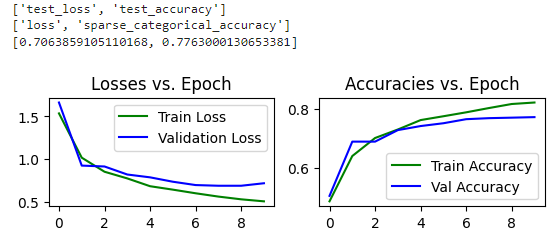 ['test_loss', 'test_accuracy']
['loss', 'sparse_categorical_accuracy']
[0.7063859105110168, 0.7763000130653381]
Losses vs. Epoch
Train Loss
Validation Loss
1.5
1.0
0.5
0 2 4 6 8
Accuracies vs. Epoch
0.8
0.6
Train Accuracy
Val Accuracy
0 2 4 6 8